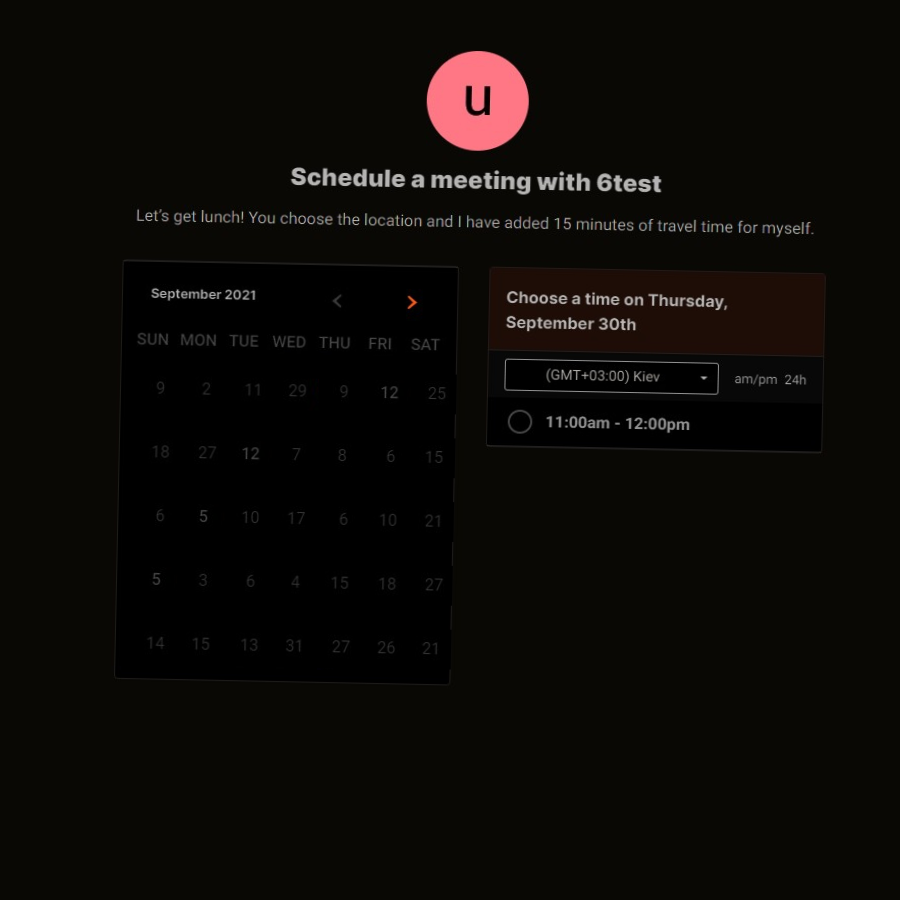 u
Schedule a meeting with 6test
Let's get lunch! You choose the location and I have added 15 minutes of travel time for myself.
September 2021
SUN MON TUE WED THU FRI SAT
9 2 11 29 9 12 25
18 27 12 7 8 6 15
6 5 10 17 6 10 21
5 3 6 4 15 18 27
14 15 13 31 27 26 21
Choose a time on Thursday,
September 30th
(GMT+03:00) Kiev
am/pm 24h
11:00am - 12:00pm